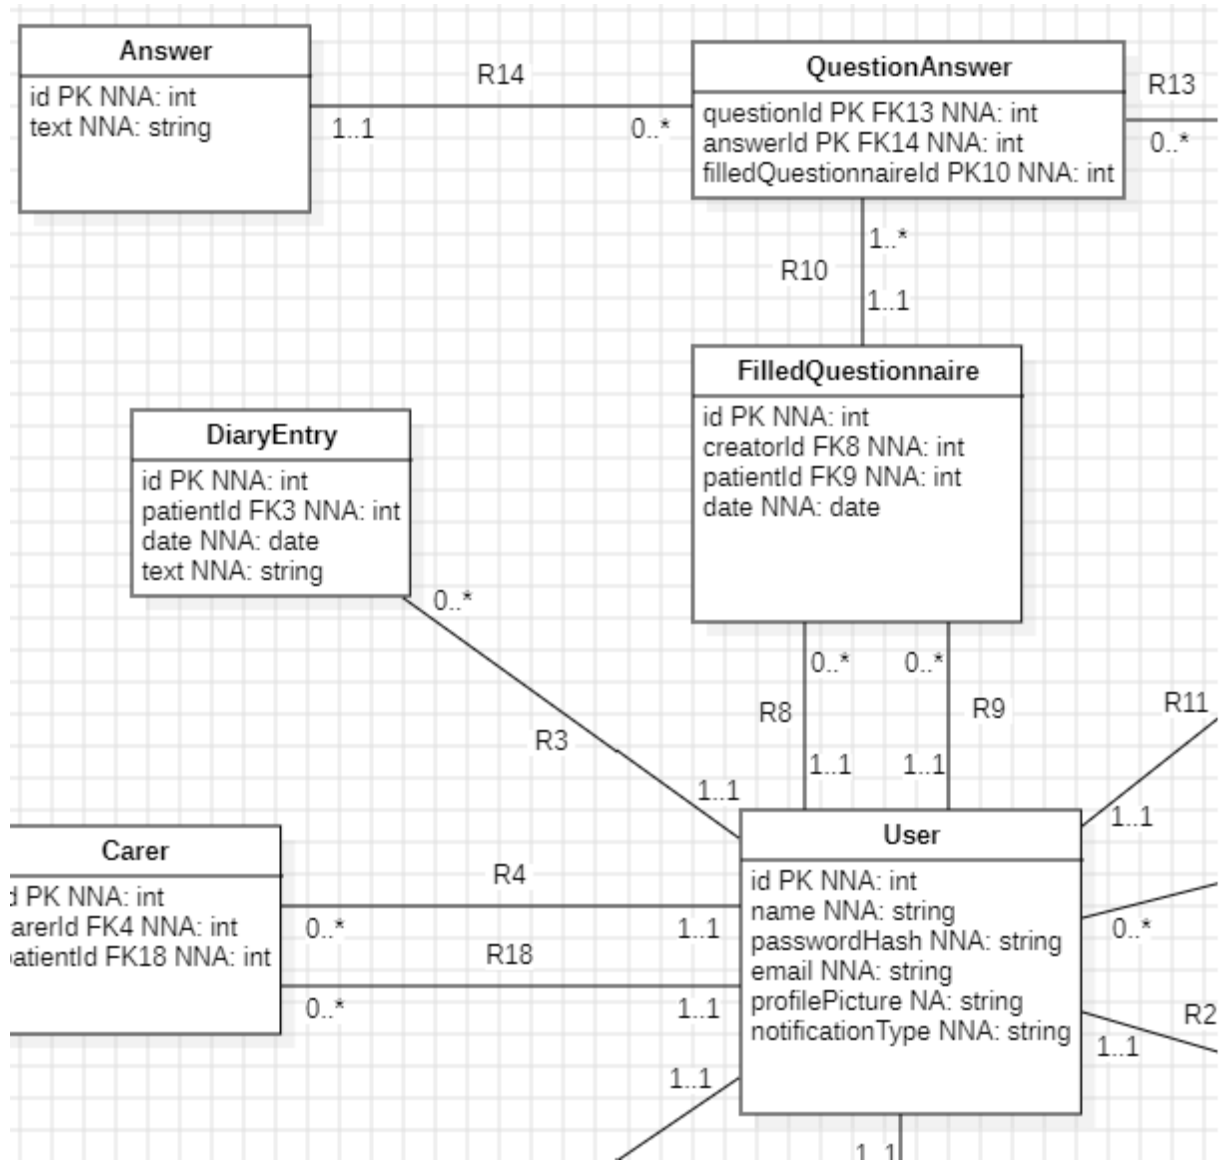 Answer
id PK NNA: int
text NNA: string
R14
1..1
0..*
QuestionAnswer
questionId PK FK13 NNA: int
answerId PK FK14 NNA: int
filledQuestionnaireId PK10 NNA: int
R13
0..*
1..*
R10
1..1
FilledQuestionnaire
id PK NNA: int
creatorId FK8 NNA: int
patientId FK9 NNA: int
date NNA: date
DiaryEntry
id PK NNA: int
patientId FK3 NNA: int
date NNA: date
text NNA: string
0..*
R3
1..1
0..*
0..*
R8
R9
1..1
1..1
R11
1..1
Carer
PK NNA: int
arerId FK4 NNA: int
atientId FK18 NNA: int
R4
0..*
1..1
R18
0..*
1..1
User
id PK NNA: int
name NNA: string
passwordHash NNA: string
email NNA: string
profilePicture NA: string
notificationType NNA: string
0..*
R2
1..1
1..1
1..1